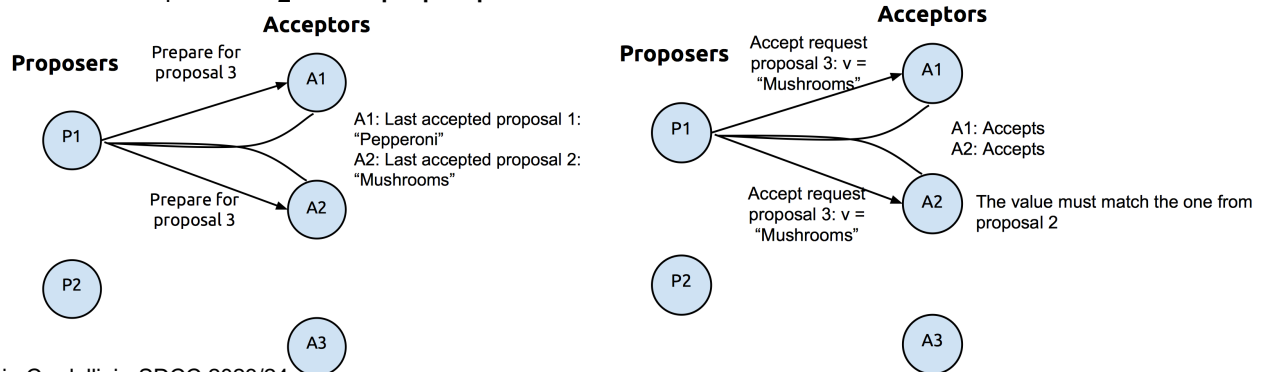 Acceptors
Proposers
Prepare for
proposal 3
A1
P1
A1: Last accepted proposal 1:
“Pepperoni”
A2: Last accepted proposal 2:
“Mushrooms”
Prepare for
proposal 3
A2
P2
A3
SDCC 2023/24
Acceptors
Proposers
Accept request
proposal 3: v =
“Mushrooms”
A1
P1
A1: Accepts
A2: Accepts
Accept request
proposal 3: v =
“Mushrooms”
A2
The value must match the one from
proposal 2
P2
A3